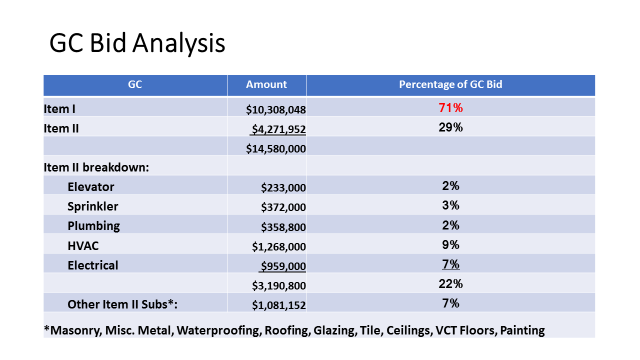 GC Bid Analysis
GC Amount Percentage of GC Bid
Item I $10,308,048 71%
Item II $4,271,952 29%
$14,580,000
Item II breakdown:
Elevator $233,000 2%
Sprinkler $372,000 3%
Plumbing $358,800 2%
HVAC $1,268,000 9%
Electrical $959,000 7%
$3,190,800 22%
Other Item II Subs*: $1,081,152 7%
*Masonry, Misc. Metal, Waterproofing, Roofing, Glazing, Tile, Ceilings, VCT Floors, Painting